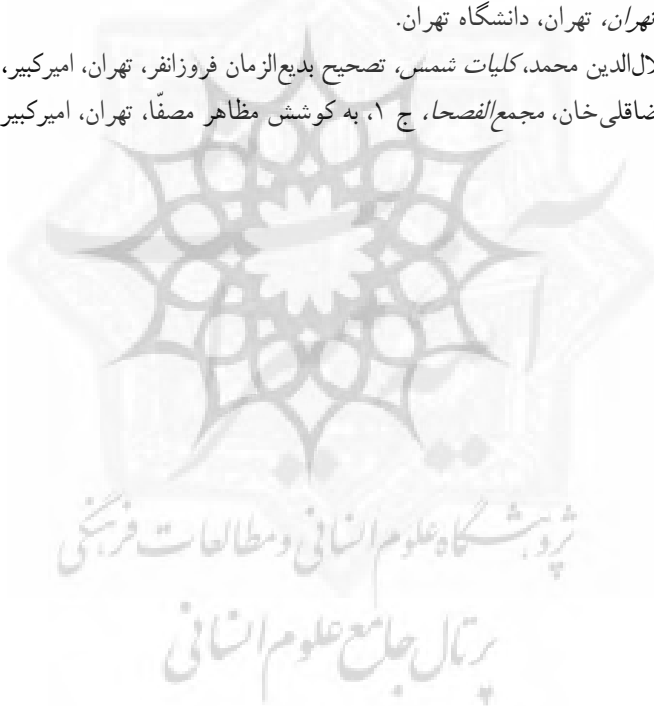 تهران، تهران، دانشگاه تهران.
لال‌الدین محمد، کلیات شمس، تصحیح بدیع‌الزمان فروزانفر، تهران، امیرکبیر،
ضاقلی‌خان، مجمع‌الفصحا، ج ۱، به کوشش مظاهر مصفّا، تهران، امیرکبیر
پژوهشگاه علوم انسانی و مطالعات فرهنگی
پرتال جامع علوم انسانی